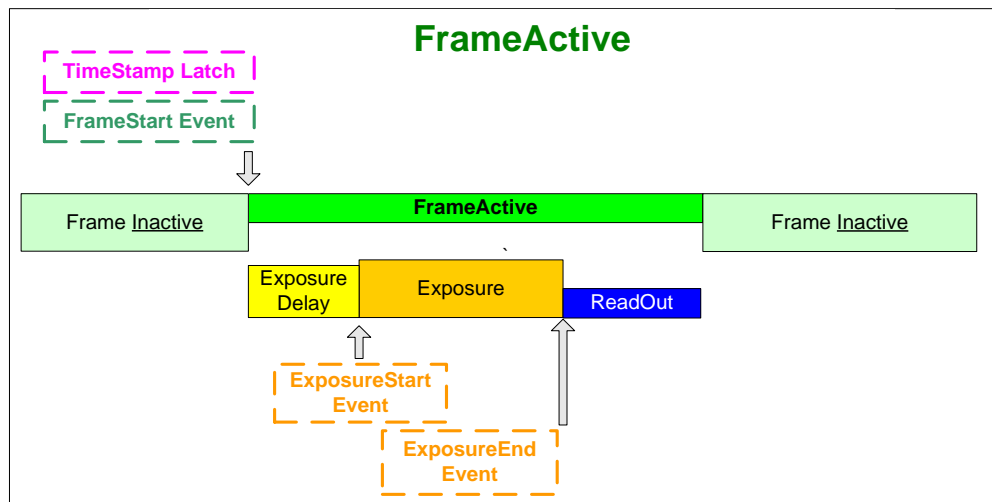 FrameActive
TimeStamp Latch
FrameStart Event
Frame Inactive
FrameActive
Frame Inactive
`
Exposure
Delay
Exposure
ReadOut
ExposureStart
Event
ExposureEnd
Event